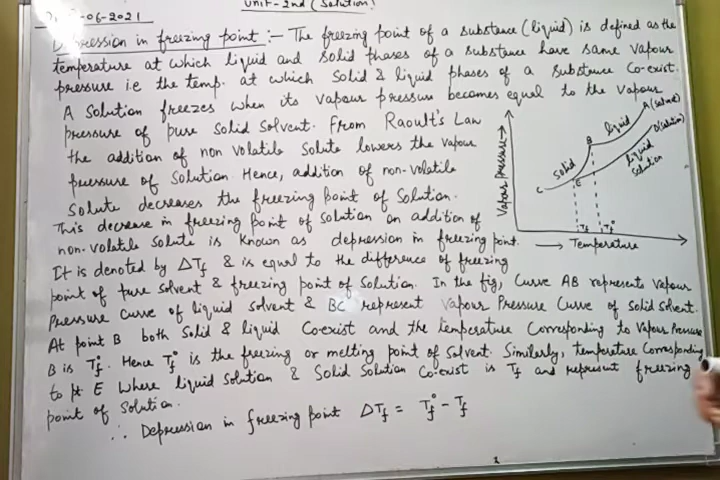 Unit-2nd (Solution)
-06-2021
Depression in freezing point :- The freezing point of a substance (liquid) is defined as the
temperature at which liquid and solid phases of a substance have same vapour
pressure i.e the temp. at which Solid & liquid phases of a Substance Co-exist.
A Solution freezes when its Vapour pressure becomes equal to the Vapour
pressure of pure Solid Solvent. From Raoult's Law
the addition of non Volatile Solute lowers the Vapour
pressure of Solution. Hence, addition of non-Volatile
Solute decreases the freezing point of Solution.
This decrease in freezing point of Solution on addition of
non-Volatile Solute is known as depression in freezing point.
It is denoted by ΔTf & is equal to the difference of freezing
point of pure Solvent & freezing point of Solution. In the fig, Curve AB represents Vapour
Pressure curve of liquid solvent & BC represent Vapour Pressure Curve of Solid Solvent.
At point B both Solid & liquid Co-exist and the temperature Corresponding to Vapour Pressure
B is Tf°. Hence Tf° is the freezing or melting point of Solvent. Similarly, temperature Corresponding
to pt E Where liquid Solution & Solid Solution Co-exist is Tf and represent freezing
point of Solution.
∴ Depression in freezing point ΔTf = Tf° - Tf
Vapour Pressure →
A (Solvent)
liquid
B
D (Solution)
Solid
liquid
Solution
C
E
Tf
Tf°
→ Temperature